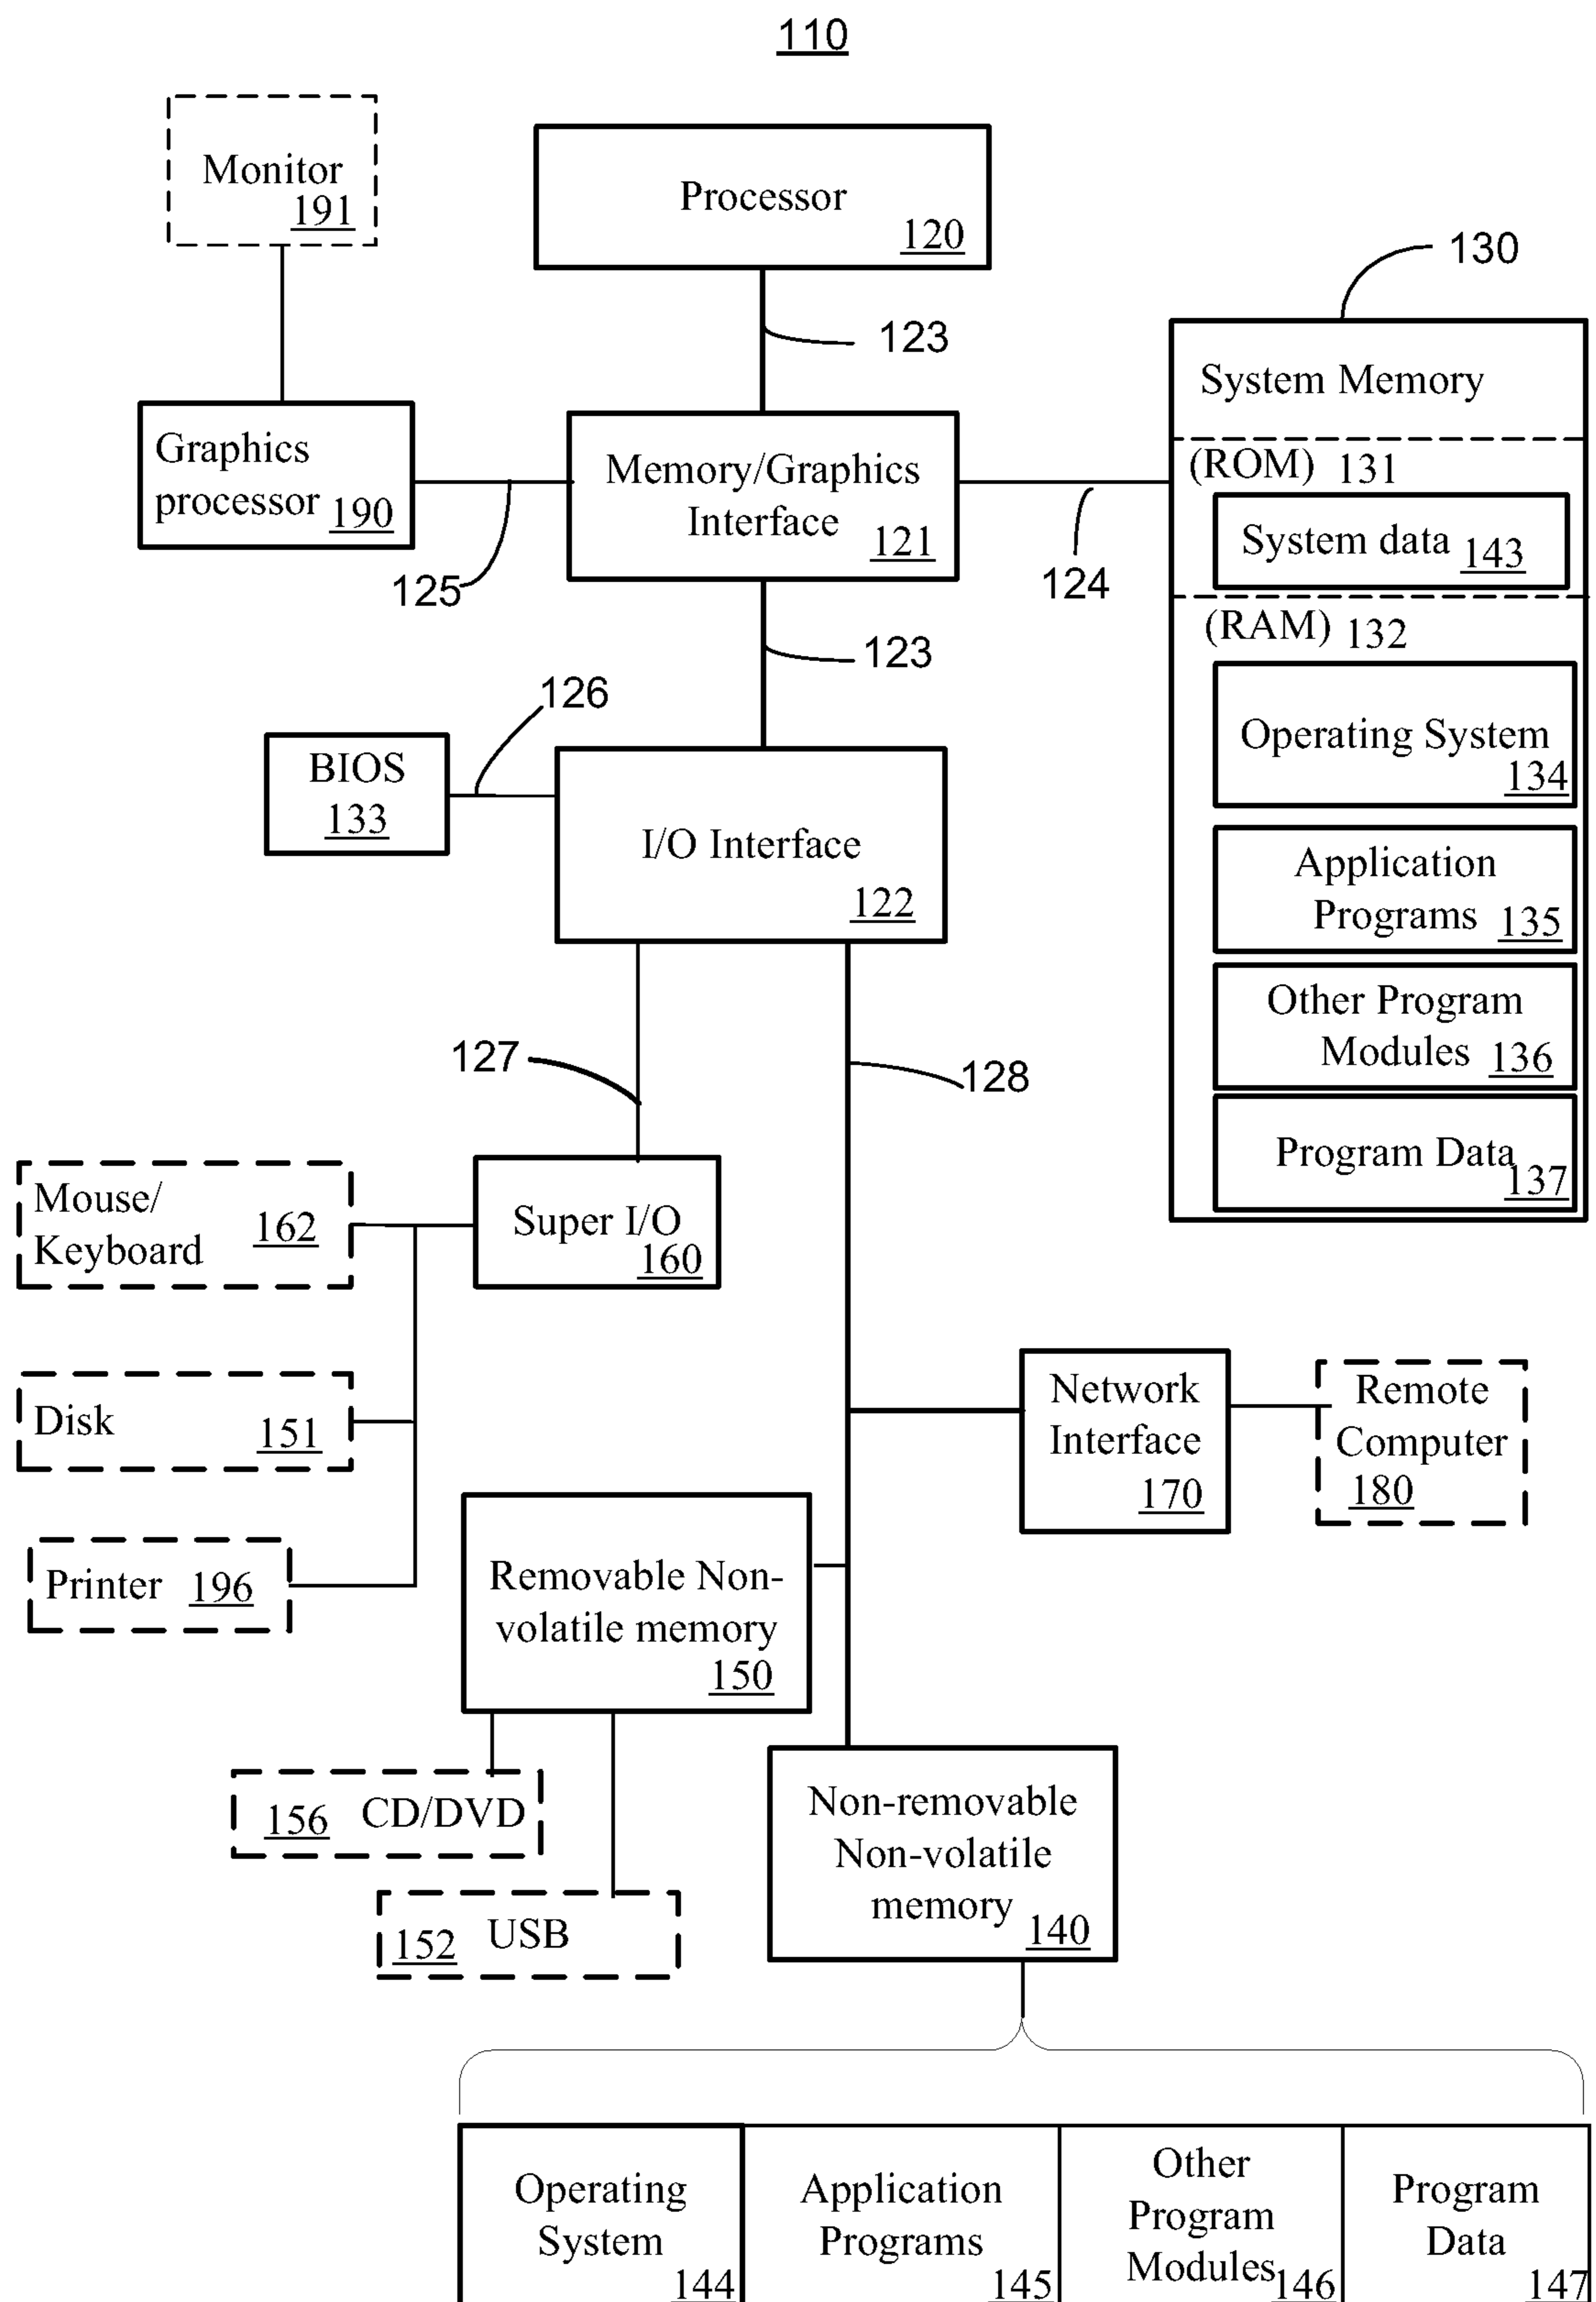 110
Monitor
191
Processor
120
130
123
System Memory
Graphics
processor 190
Memory/Graphics
Interface
121
(ROM) 131
System data 143
125
124
123
(RAM) 132
126
Operating System
134
BIOS
133
I/O Interface
122
Application
Programs 135
Other Program
Modules 136
127
128
Program Data
137
Mouse/
Keyboard 162
Super I/O
160
Disk 151
Network
Interface
170
Remote
Computer
180
Printer 196
Removable Non-
volatile memory
150
156 CD/DVD
Non-removable
Non-volatile
memory
140
152 USB
Operating
System
144
Application
Programs
145
Other
Program
Modules
146
Program
Data
147